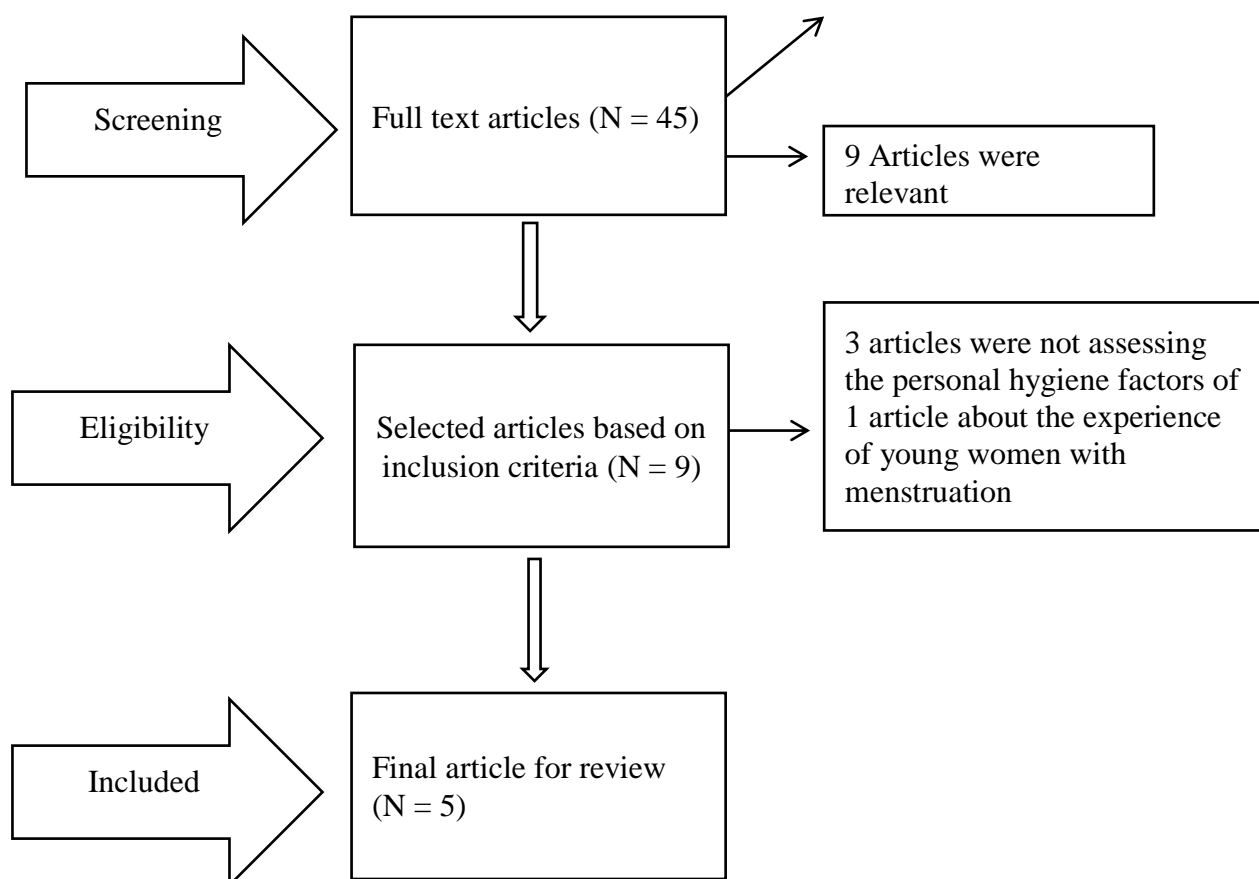 Screening
Full text articles (N = 45)
9 Articles were
relevant
Eligibility
Selected articles based on
inclusion criteria (N = 9)
3 articles were not assessing
the personal hygiene factors of
1 article about the experience
of young women with
menstruation
Included
Final article for review
(N = 5)